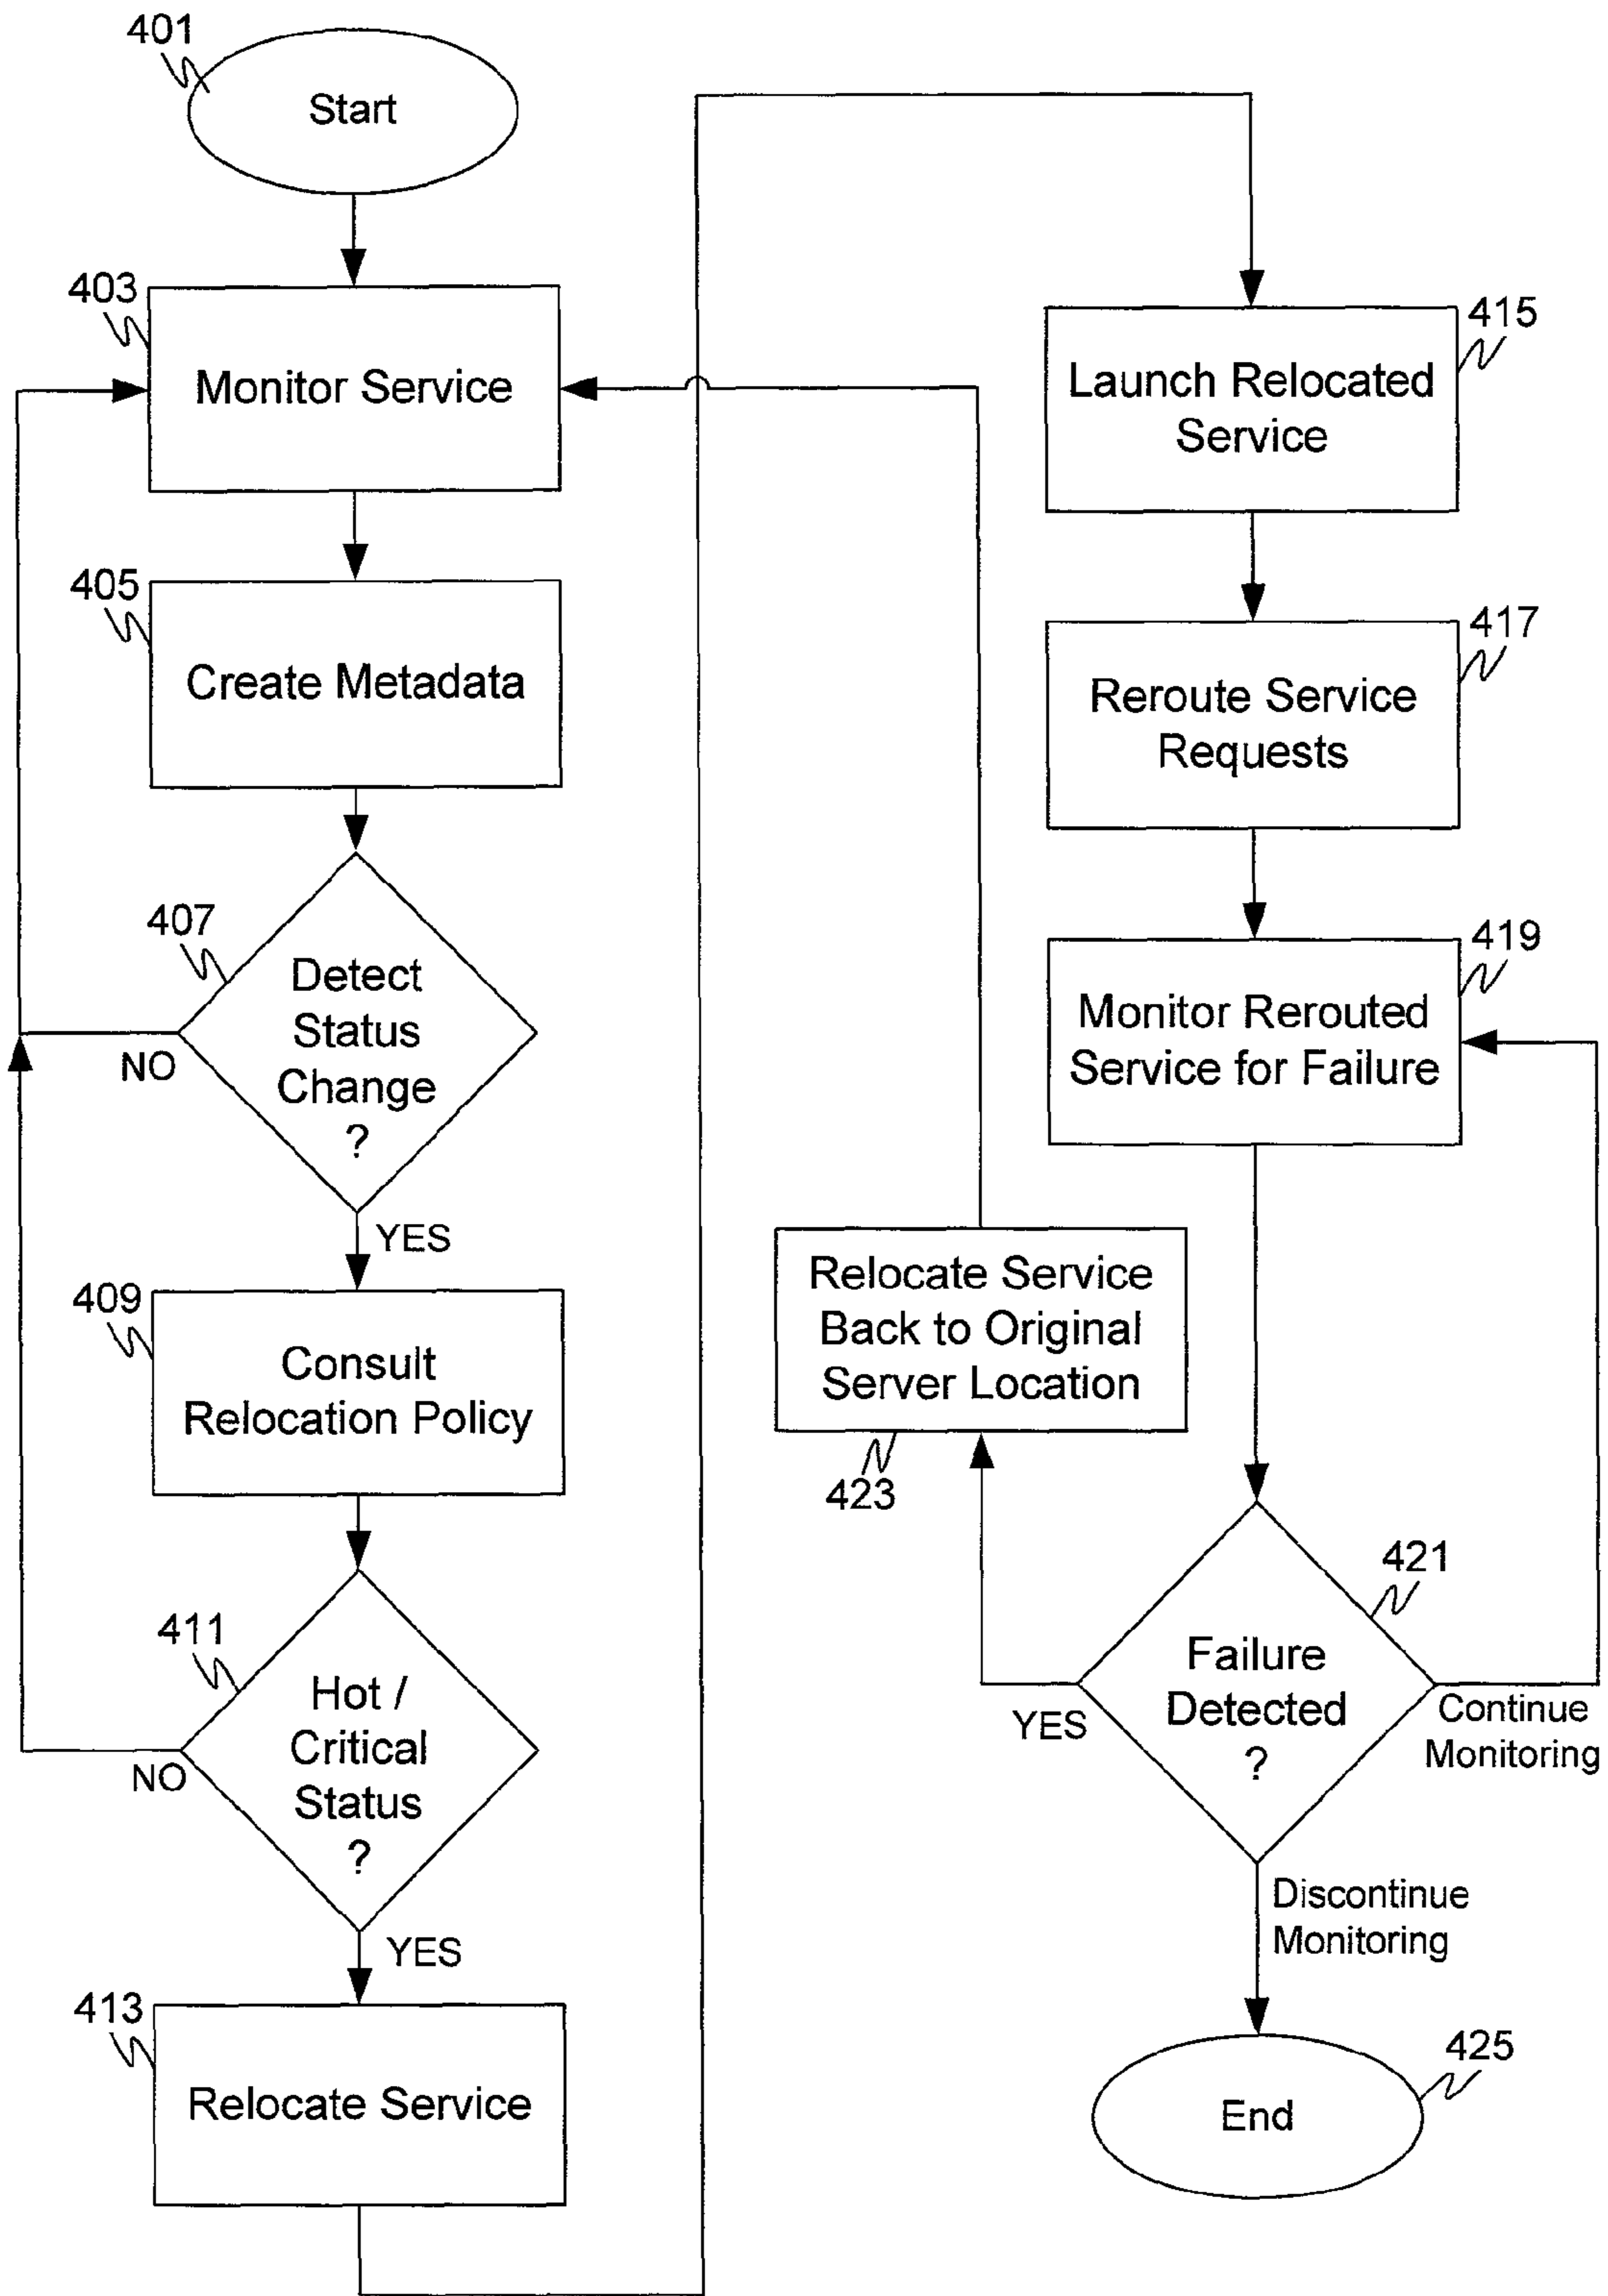 401
Start
403
Monitor Service
405
Create Metadata
407
Detect
Status
Change
?
NO
YES
409
Consult
Relocation Policy
411
Hot /
Critical
Status
?
NO
YES
413
Relocate Service
415
Launch Relocated
Service
417
Reroute Service
Requests
419
Monitor Rerouted
Service for Failure
421
Failure
Detected
?
YES
Continue
Monitoring
Discontinue
Monitoring
Relocate Service
Back to Original
Server Location
423
425
End